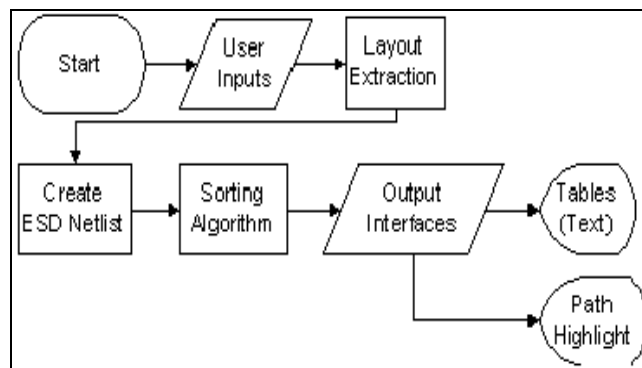 Start
User
Inputs
Layout
Extraction
Create
ESD Netlist
Sorting
Algorithm
Output
Interfaces
Tables
(Text)
Path
Highlight